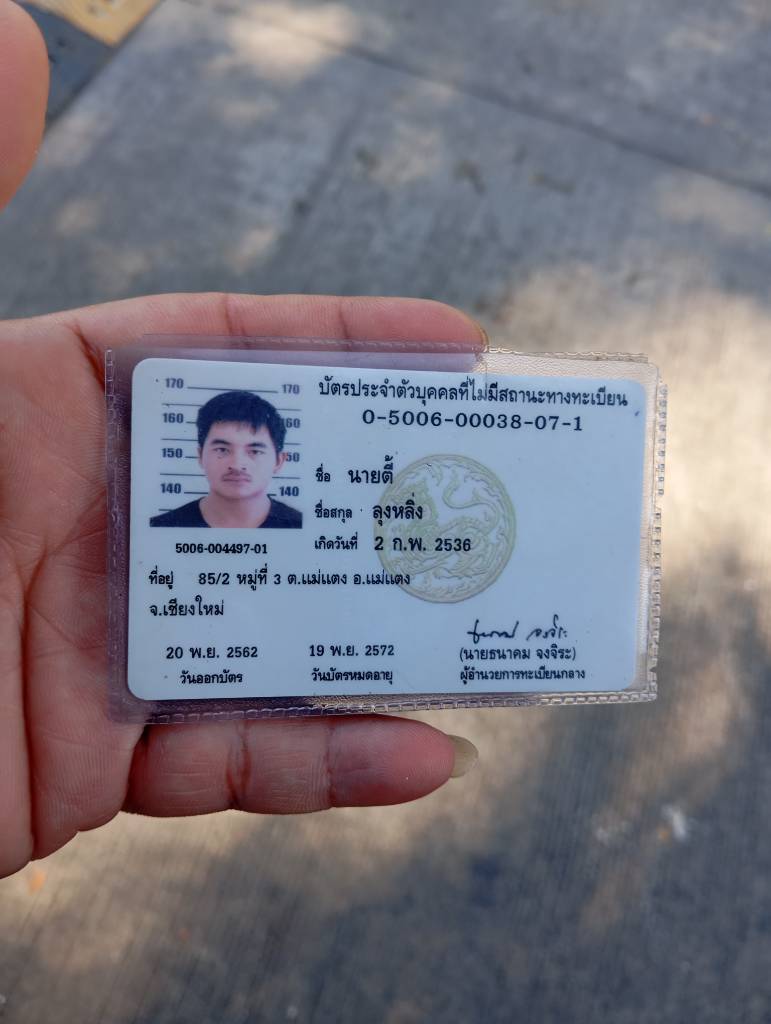 บัตรประจำตัวบุคคลที่ไม่มีสถานะทางทะเบียน
0-5006-00038-07-1
170 170
160 60
150 50
140 140
ชื่อ นายตี้
ชื่อสกุล ลุงหลิ่ง
เกิดวันที่ 2 ก.พ. 2536
5006-004497-01
ที่อยู่ 85/2 หมู่ที่ 3 ต.แม่แตง อ.แม่แตง
จ.เชียงใหม่
20 พ.ย. 2562
วันออกบัตร
19 พ.ย. 2572
วันบัตรหมดอายุ
(นายธนาคม จงจิระ)
ผู้อำนวยการทะเบียนกลาง